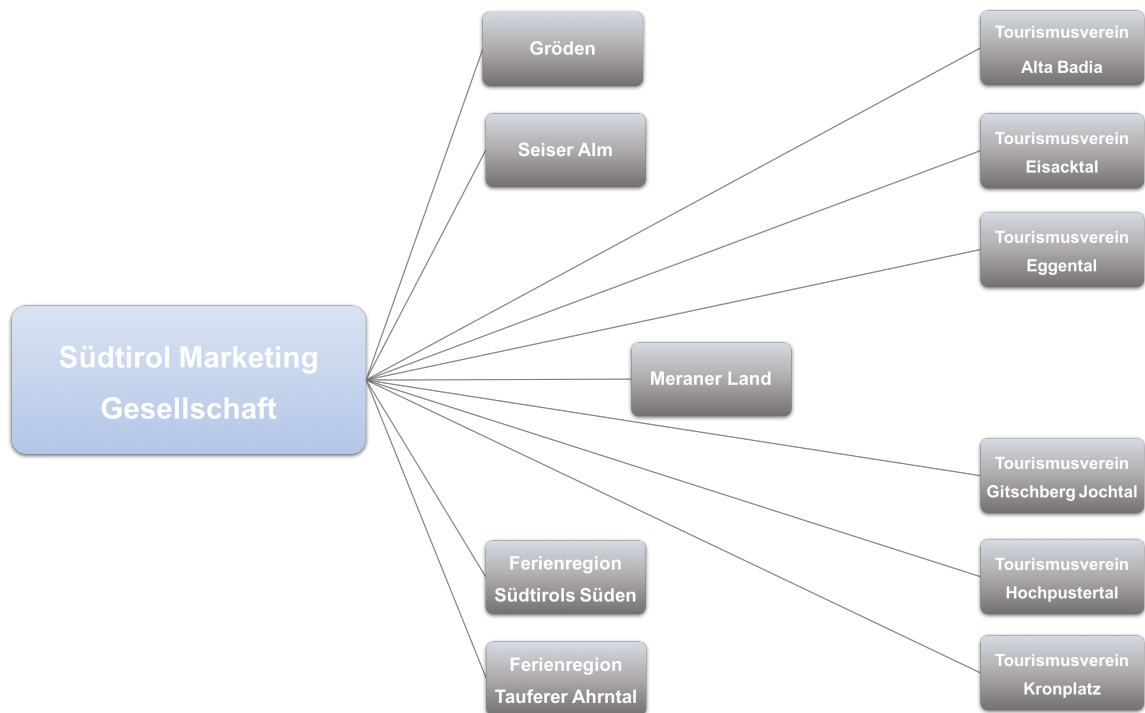 Gröden
Tourismusverein
Alta Badia
Seiser Alm
Tourismusverein
Eisacktal
Tourismusverein
Eggental
Südtirol Marketing
Gesellschaft
Meraner Land
Tourismusverein
Gitschberg Jochtal
Ferienregion
Südtirols Süden
Tourismusverein
Hochpustertal
Ferienregion
Tauferer Ahrntal
Tourismusverein
Kronplatz